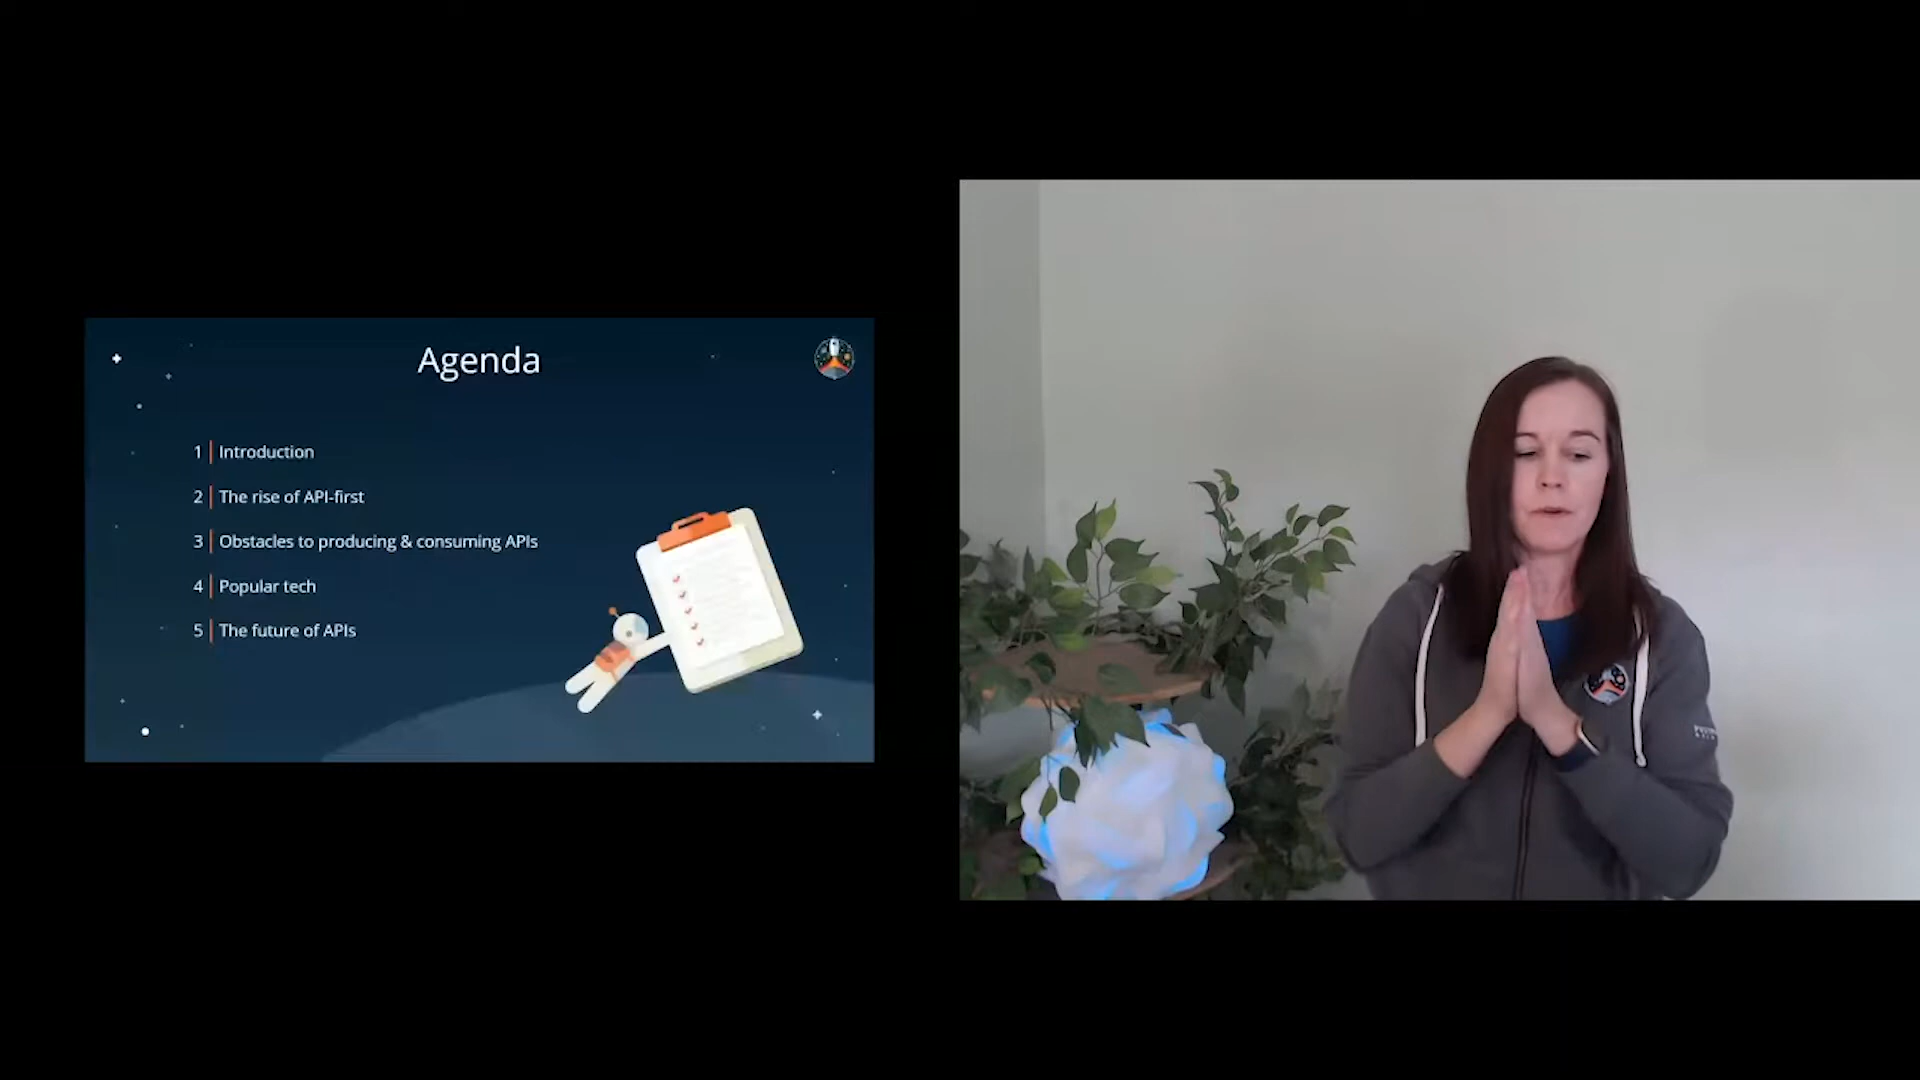 Agenda
1 Introduction
2 The rise of API-first
3 Obstacles to producing & consuming APIs
4 Popular tech
5 The future of APIs